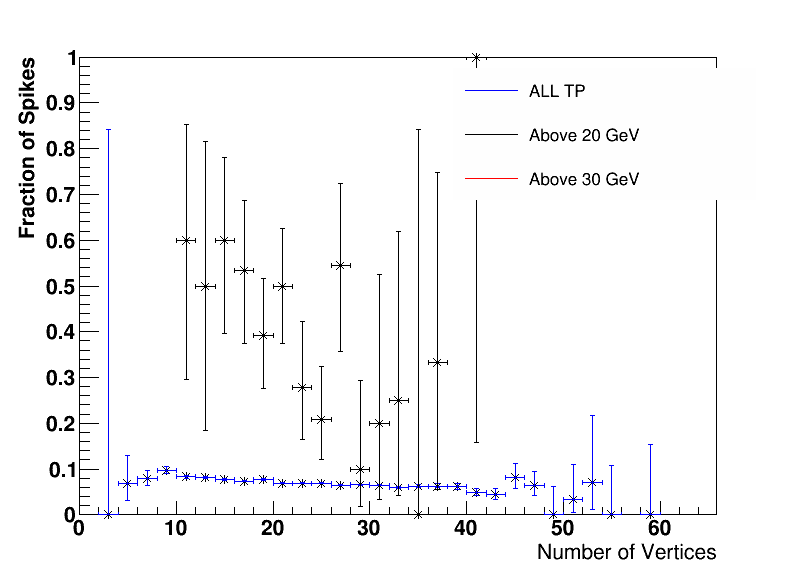 Fraction of Spikes
1
0.9
0.8
0.7
0.6
0.5
0.4
0.3
0.2
0.1
0
ALL TP
Above 20 GeV
Above 30 GeV
0 10 20 30 40 50 60
Number of Vertices